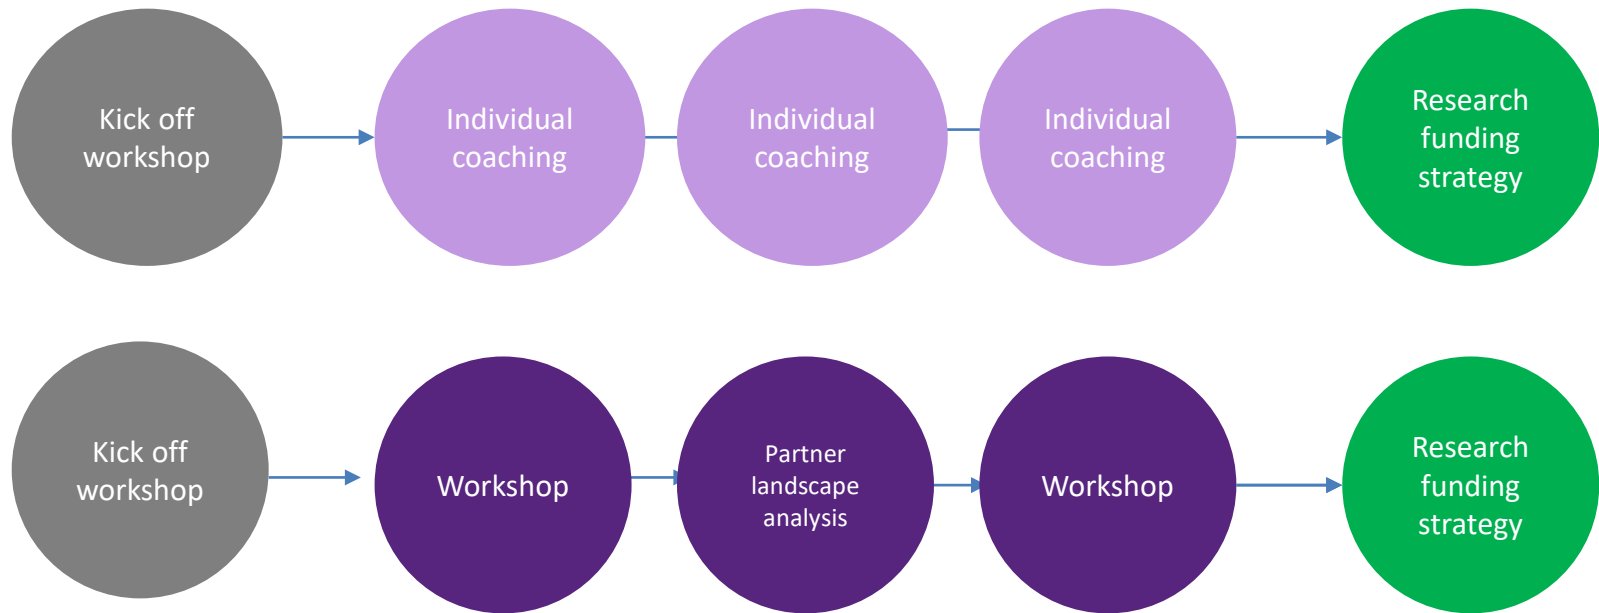 Kick off
workshop
Individual
coaching
Individual
coaching
Individual
coaching
Research
funding
strategy
Kick off
workshop
Workshop
Partner
landscape
analysis
Workshop
Research
funding
strategy